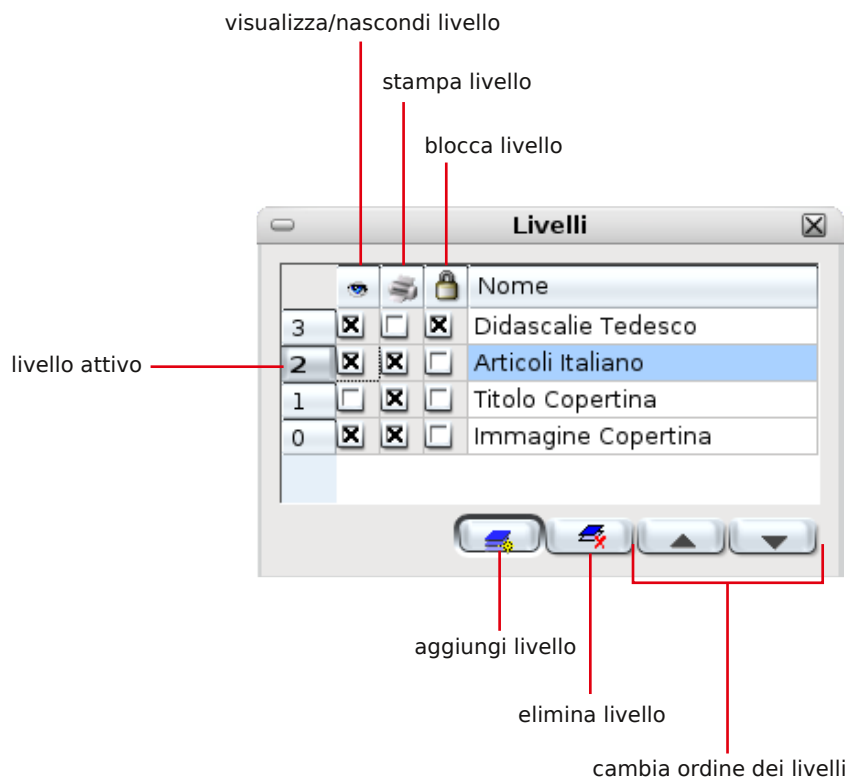 visualizza/nascondi livello
stampa livello
blocca livello
Livelli
Nome
3 Didascalie Tedesco
livello attivo
2 Articoli Italiano
1 Titolo Copertina
0 Immagine Copertina
aggiungi livello
elimina livello
cambia ordine dei livelli